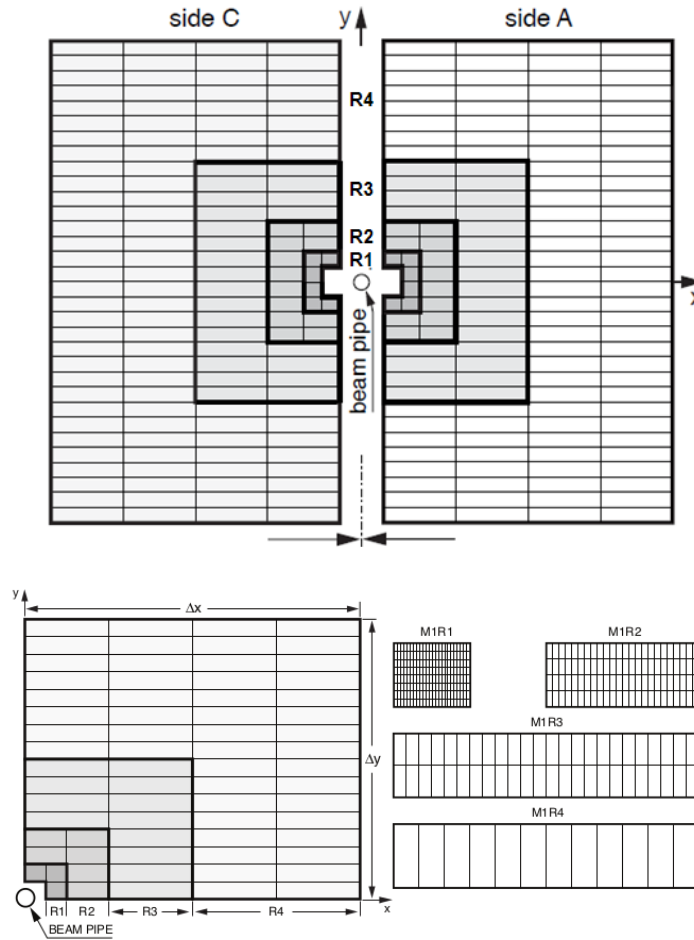 side C
y
side A
R4
R3
R2
R1
x
beam pipe
y
Δx
Δy
R1
R2
R3
R4
x
BEAM PIPE
M1R1
M1R2
M1R3
M1R4